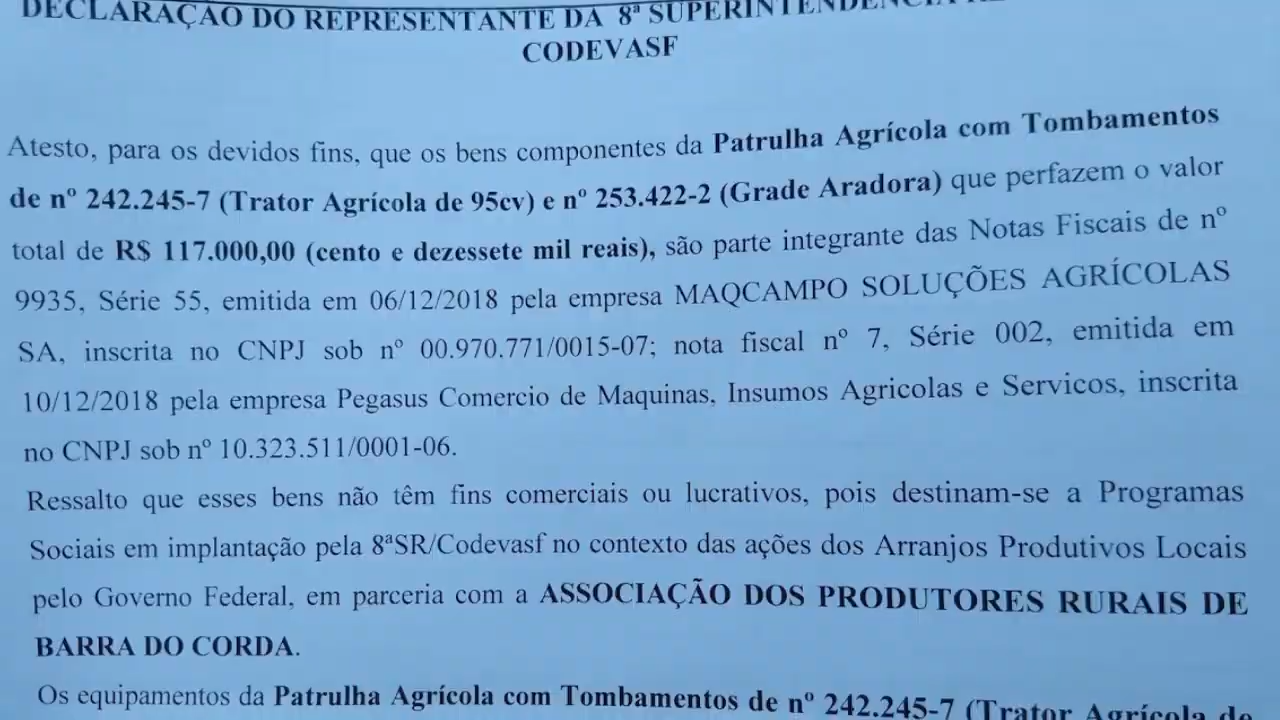 DECLARAÇÃO DO REPRESENTANTE DA 8ª SUPERINTENDÊNCIA
CODEVASF
Atesto, para os devidos fins, que os bens componentes da Patrulha Agrícola com Tombamentos
de nº 242.245-7 (Trator Agrícola de 95cv) e nº 253.422-2 (Grade Aradora) que perfazem o valor
total de R$ 117.000,00 (cento e dezessete mil reais), são parte integrante das Notas Fiscais de nº
9935, Série 55, emitida em 06/12/2018 pela empresa MAQCAMPO SOLUÇÕES AGRÍCOLAS
SA, inscrita no CNPJ sob nº 00.970.771/0015-07; nota fiscal nº 7, Série 002, emitida em
10/12/2018 pela empresa Pegasus Comercio de Maquinas, Insumos Agricolas e Servicos, inscrita
no CNPJ sob nº 10.323.511/0001-06.
Ressalto que esses bens não têm fins comerciais ou lucrativos, pois destinam-se a Programas
Sociais em implantação pela 8ªSR/Codevasf no contexto das ações dos Arranjos Produtivos Locais
pelo Governo Federal, em parceria com a ASSOCIAÇÃO DOS PRODUTORES RURAIS DE
BARRA DO CORDA.
Os equipamentos da Patrulha Agrícola com Tombamentos de nº 242.245-7 (Trator Agrícola de